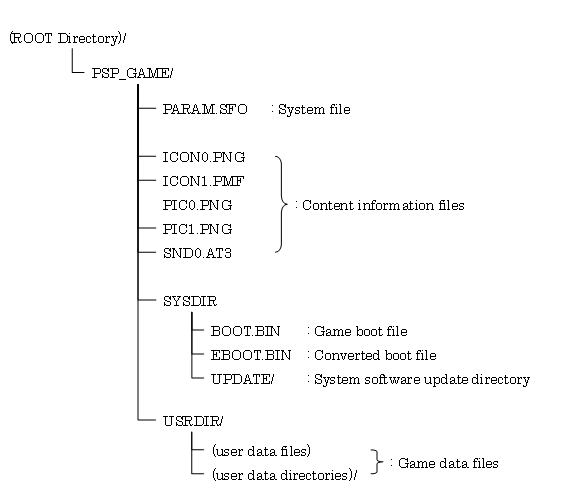 (ROOT Directory)/
PSP_GAME/
PARAM.SFO : System file
ICON0.PNG
ICON1.PMF
PIC0.PNG : Content information files
PIC1.PNG
SND0.AT3
SYSDIR
BOOT.BIN : Game boot file
EBOOT.BIN : Converted boot file
UPDATE/ : System software update directory
USRDIR/
(user data files)
: Game data files
(user data directories)/